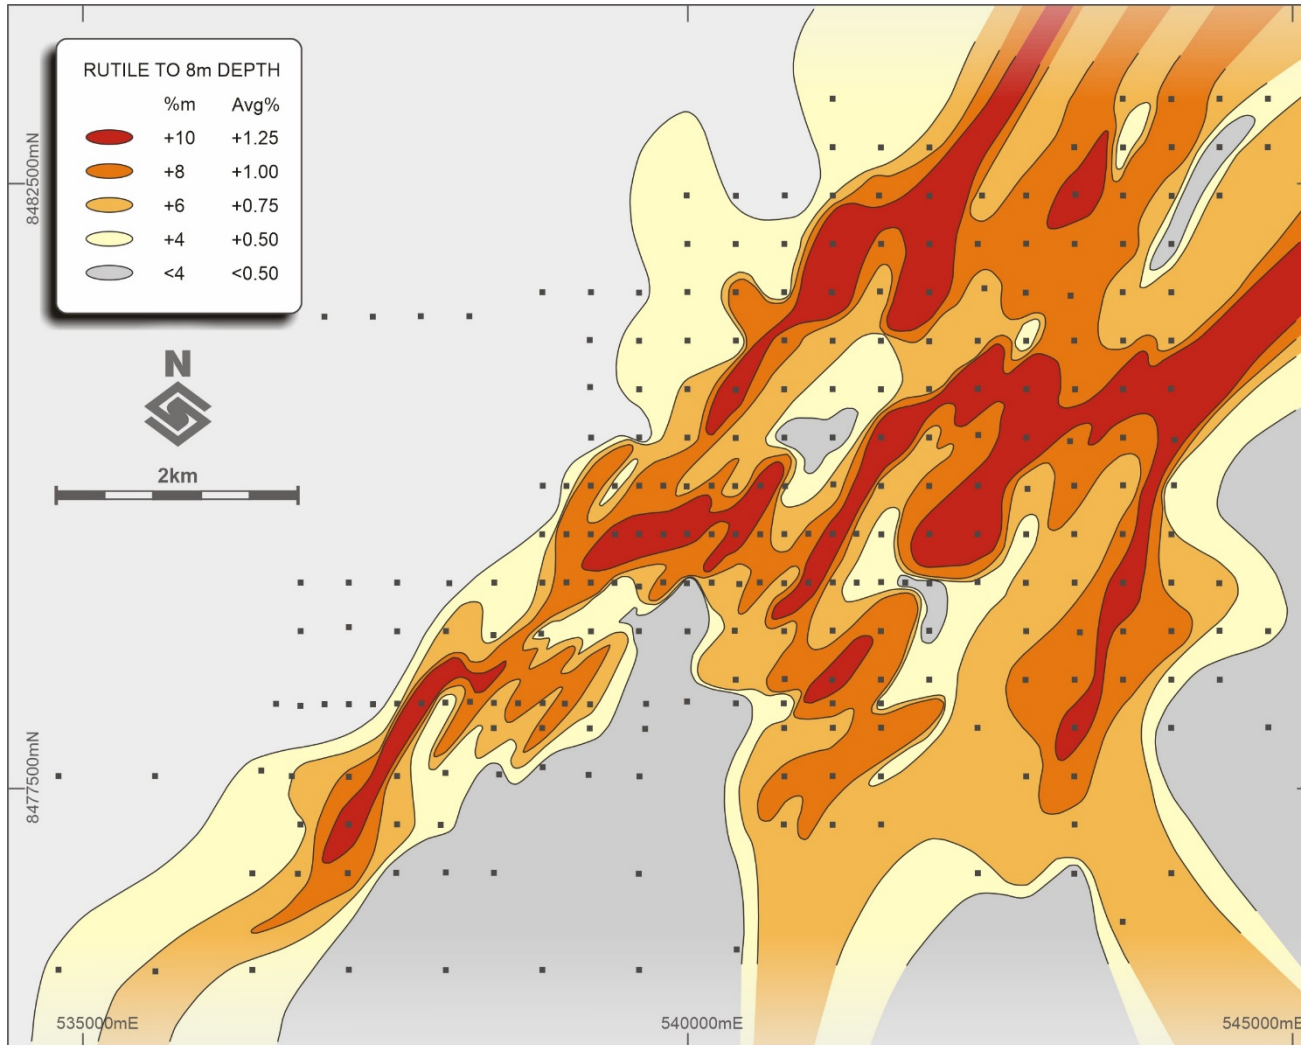 RUTILE TO 8m DEPTH
%m Avg%
+10 +1.25
+8 +1.00
+6 +0.75
+4 +0.50
<4 <0.50
8482500mN
N
2km
8477500mN
535000mE 540000mE 545000mE